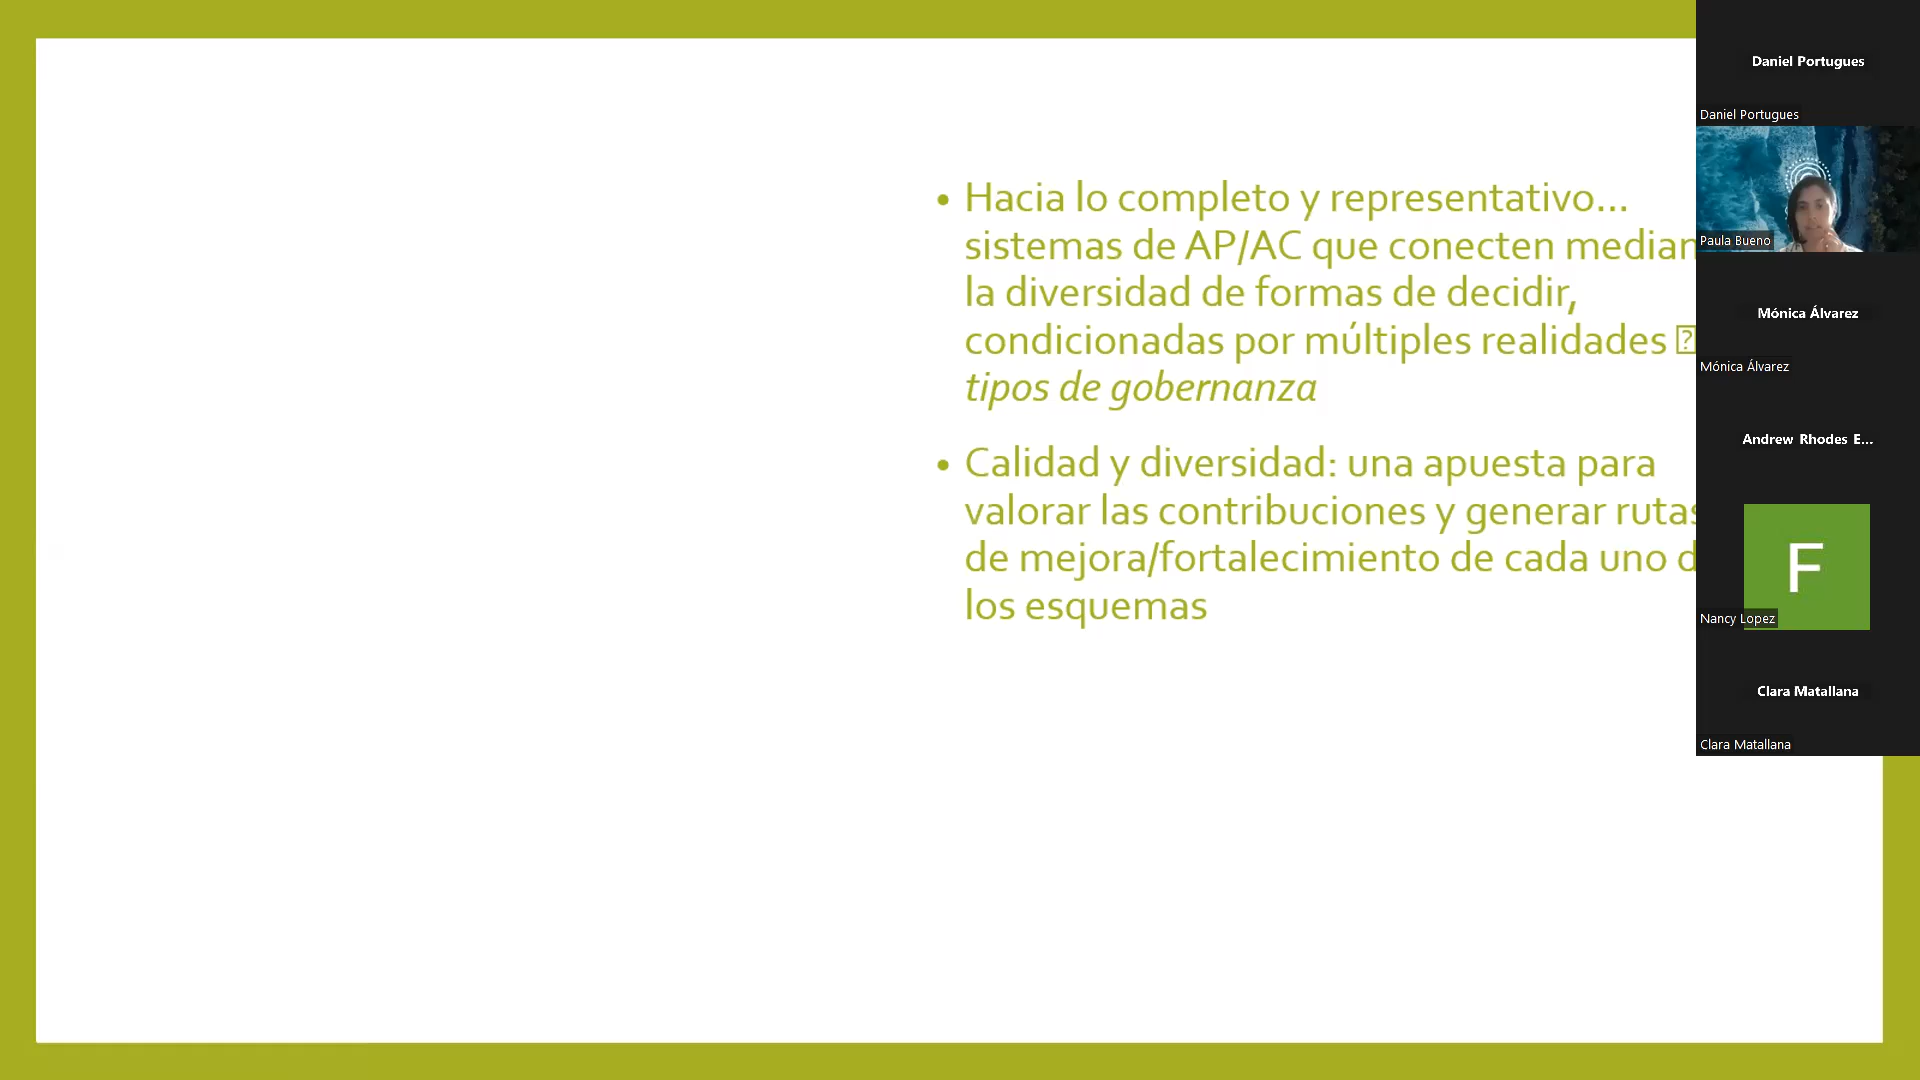 • Hacia lo completo y representativo...
sistemas de AP/AC que conecten median
la diversidad de formas de decidir,
condicionadas por múltiples realidades
tipos de gobernanza
• Calidad y diversidad: una apuesta para
valorar las contribuciones y generar rutas
de mejora/fortalecimiento de cada uno d
los esquemas
Daniel Portugues
Daniel Portugues
Paula Bueno
Mónica Álvarez
Mónica Álvarez
Andrew Rhodes E...
F
Nancy Lopez
Clara Matallana
Clara Matallana